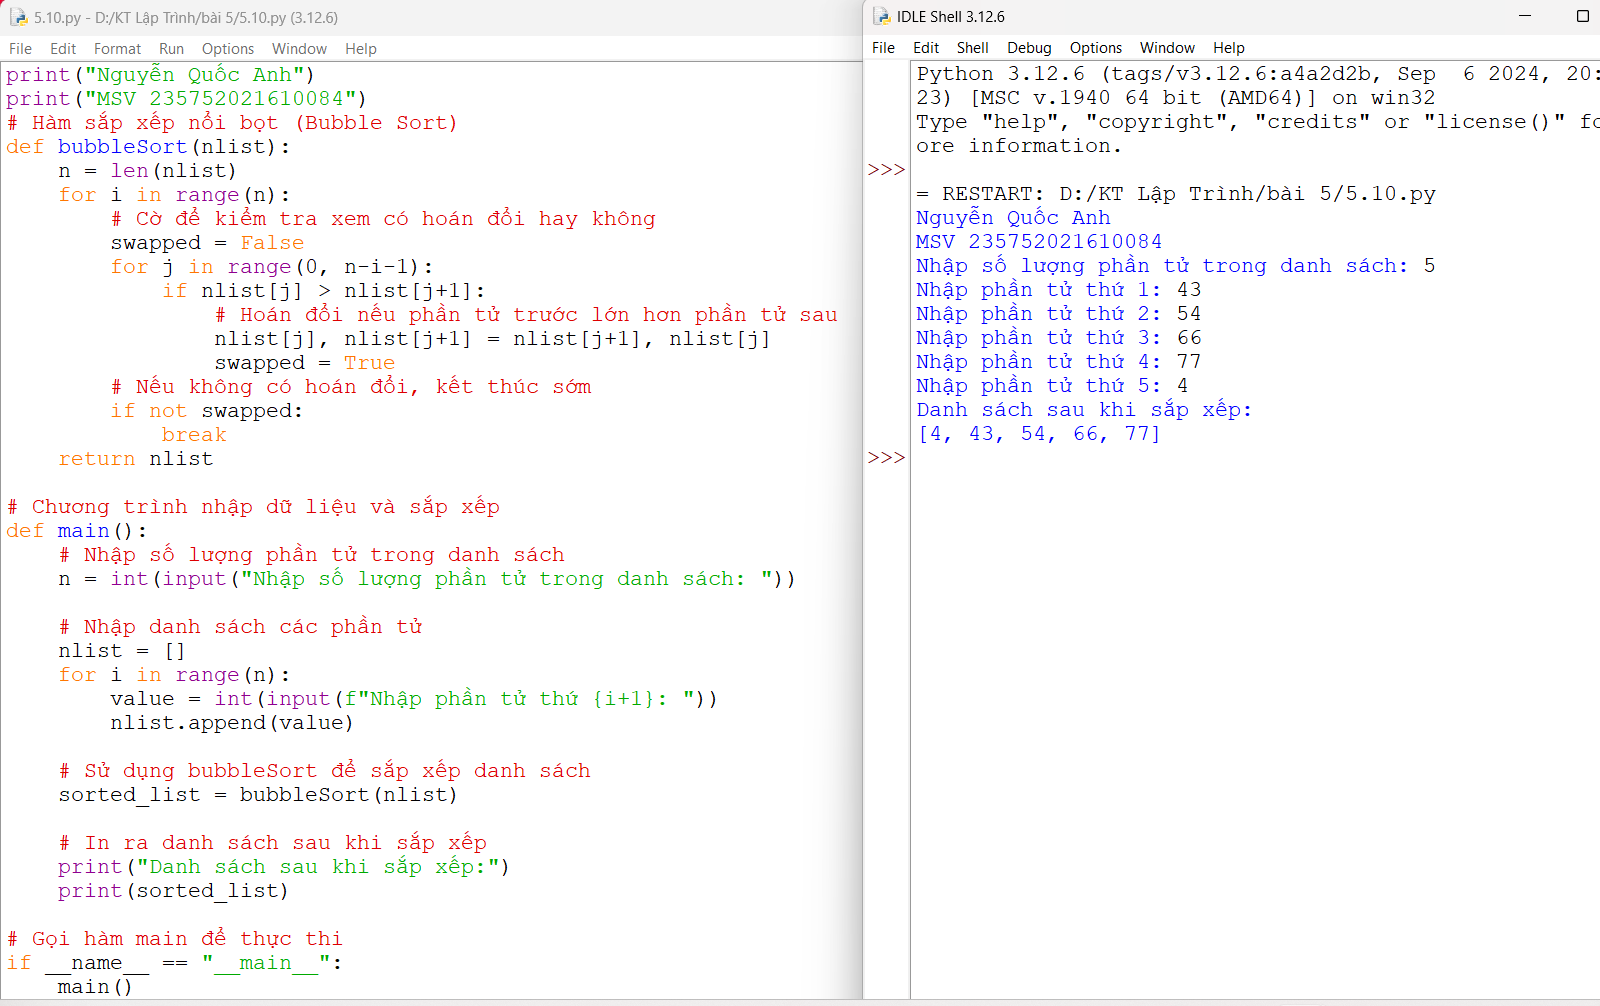 5.10.py - D:/KT Lập Trình/bài 5/5.10.py (3.12.6)
File Edit Format Run Options Window Help
print("Nguyễn Quốc Anh")
print("MSV 235752021610084")
# Hàm sắp xếp nổi bọt (Bubble Sort)
def bubbleSort(nlist):
    n = len(nlist)
    for i in range(n):
        # Cờ để kiểm tra xem có hoán đổi hay không
        swapped = False
        for j in range(0, n-i-1):
            if nlist[j] > nlist[j+1]:
                # Hoán đổi nếu phần tử trước lớn hơn phần tử sau
                nlist[j], nlist[j+1] = nlist[j+1], nlist[j]
                swapped = True
        # Nếu không có hoán đổi, kết thúc sớm
        if not swapped:
            break
    return nlist

# Chương trình nhập dữ liệu và sắp xếp
def main():
    # Nhập số lượng phần tử trong danh sách
    n = int(input("Nhập số lượng phần tử trong danh sách: "))

    # Nhập danh sách các phần tử
    nlist = []
    for i in range(n):
        value = int(input(f"Nhập phần tử thứ {i+1}: "))
        nlist.append(value)

    # Sử dụng bubbleSort để sắp xếp danh sách
    sorted_list = bubbleSort(nlist)

    # In ra danh sách sau khi sắp xếp
    print("Danh sách sau khi sắp xếp:")
    print(sorted_list)

# Gọi hàm main để thực thi
if __name__ == "__main__":
    main()
IDLE Shell 3.12.6
File Edit Shell Debug Options Window Help
Python 3.12.6 (tags/v3.12.6:a4a2d2b, Sep  6 2024, 20:
23) [MSC v.1940 64 bit (AMD64)] on win32
Type "help", "copyright", "credits" or "license()" fo
ore information.
>>>
= RESTART: D:/KT Lập Trình/bài 5/5.10.py
Nguyễn Quốc Anh
MSV 235752021610084
Nhập số lượng phần tử trong danh sách: 5
Nhập phần tử thứ 1: 43
Nhập phần tử thứ 2: 54
Nhập phần tử thứ 3: 66
Nhập phần tử thứ 4: 77
Nhập phần tử thứ 5: 4
Danh sách sau khi sắp xếp:
[4, 43, 54, 66, 77]
>>>